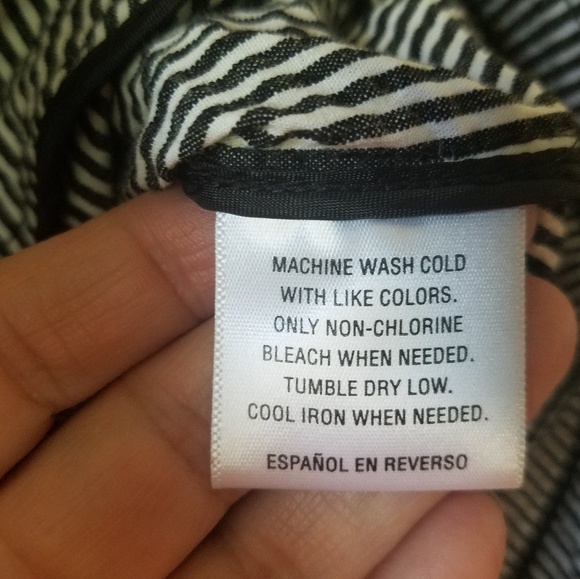 MACHINE WASH COLD
WITH LIKE COLORS.
ONLY NON-CHLORINE
BLEACH WHEN NEEDED.
TUMBLE DRY LOW.
COOL IRON WHEN NEEDED.
ESPAÑOL EN REVERSO